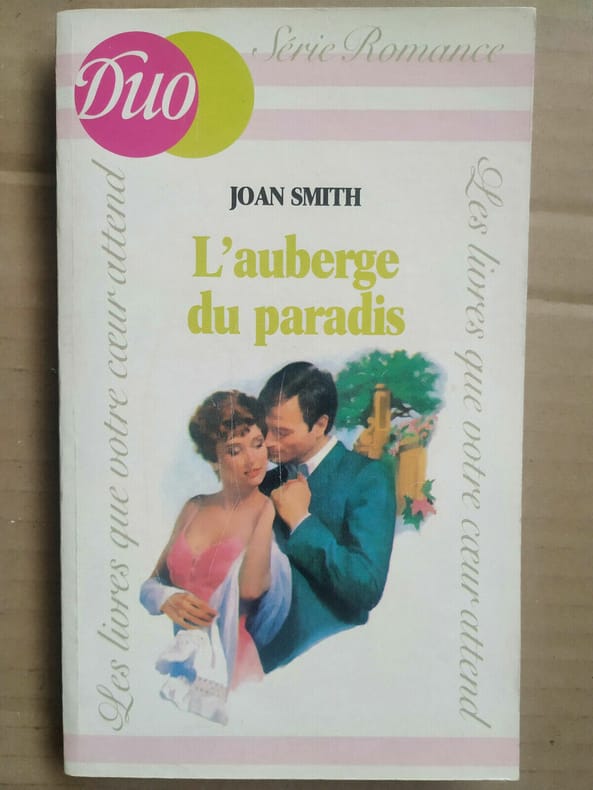 Duo
Série Romance
JOAN SMITH
L'auberge
du paradis
Les livres que votre cœur attend
Les livres que votre cœur attend